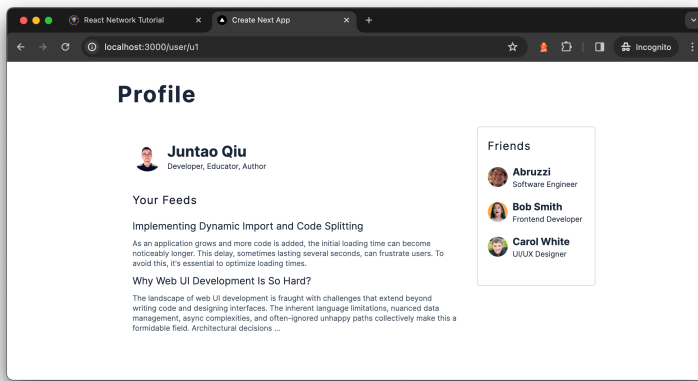 React Network Tutorial
Create Next App
localhost:3000/user/u1
Incognito
Profile
Juntao Qiu
Developer, Educator, Author
Your Feeds
Implementing Dynamic Import and Code Splitting
As an application grows and more code is added, the initial loading time can become
noticeably longer. This delay, sometimes lasting several seconds, can frustrate users. To
avoid this, it's essential to optimize loading times.
Why Web UI Development Is So Hard?
The landscape of web UI development is fraught with challenges that extend beyond
writing code and designing interfaces. The inherent language limitations, nuanced data
management, async complexities, and often-ignored unhappy paths collectively make this a
formidable field. Architectural decisions ...
Friends
Abruzzi
Software Engineer
Bob Smith
Frontend Developer
Carol White
UI/UX Designer